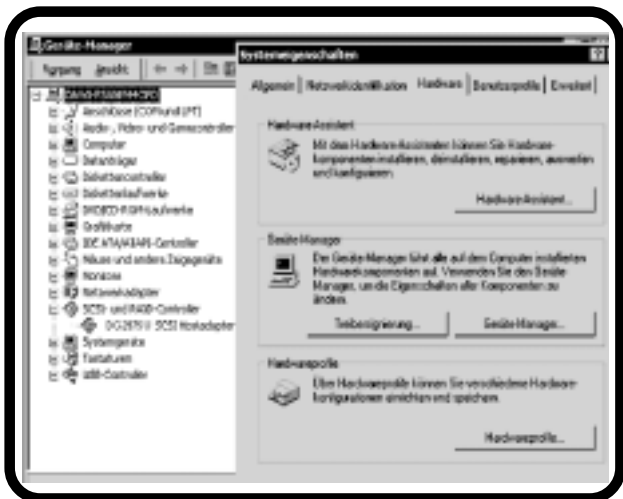 Geräte-Manager
Vorgang Ansicht
Anschlüsse (COM und LPT)
Audio-, Video- und Gamecontroller
Computer
Datenträger
Diskettencontroller
Diskettenlaufwerke
DVD/CD-ROM-Laufwerke
Grafikkarte
IDE ATA/ATAPI-Controller
Mäuse und andere Zeigegeräte
Monitore
Netzwerkadapter
SCSI- und RAID-Controller
SCSI Hostadapter
Systemgeräte
Tastaturen
USB-Controller
Systemeigenschaften
Allgemein Netzwerkidentifikation Hardware Benutzerprofile Erweitert
Hardware-Assistent
Mit dem Hardware-Assistenten können Sie Hardware-
komponenten installieren, deinstallieren, reparieren, auswerfen
und konfigurieren.
Hardware-Assistent...
Geräte-Manager
Der Geräte-Manager führt alle auf dem Computer installierten
Hardwarekomponenten auf. Verwenden Sie den Geräte-
Manager, um die Eigenschaften aller Komponenten zu
ändern.
Treibersignierung... Geräte-Manager...
Hardwareprofile
Über Hardwareprofile können Sie verschiedene Hardware-
konfigurationen einrichten und speichern.
Hardwareprofile...